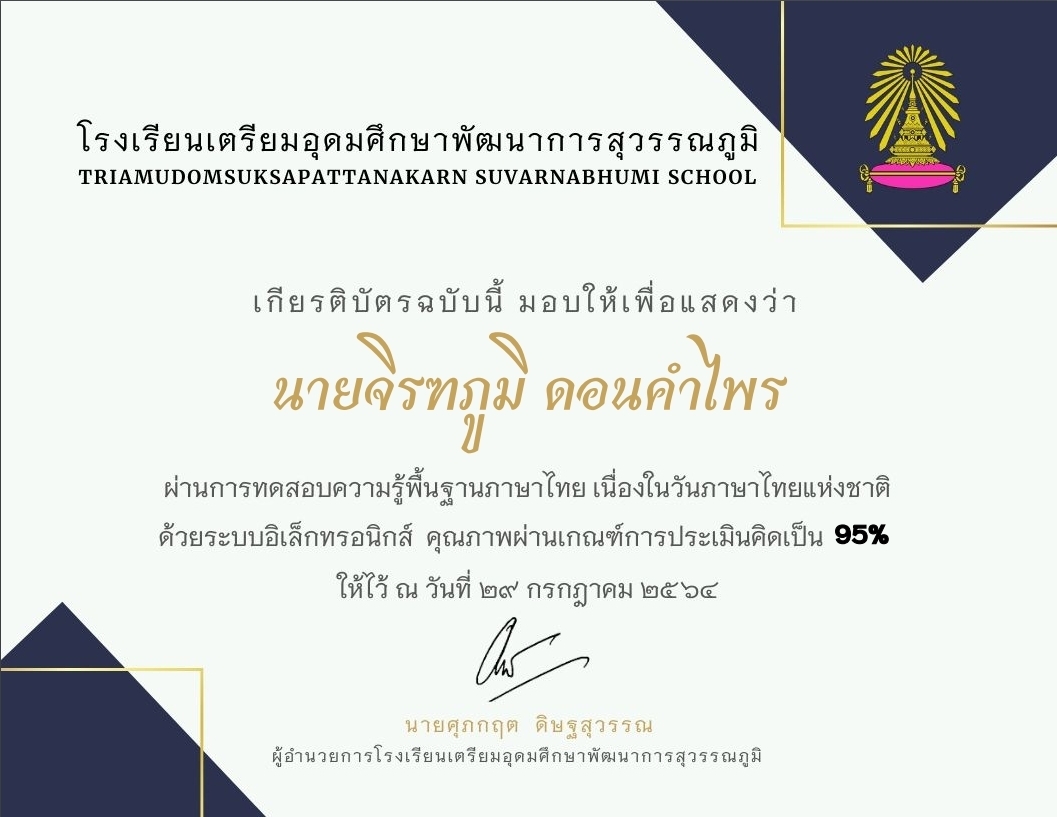 โรงเรียนเตรียมอุดมศึกษาพัฒนาการสุวรรณภูมิ
TRIAMUDOMSUKSAPATTANAKARN SUVARNABHUMI SCHOOL
เกียรติบัตรฉบับนี้ มอบให้เพื่อแสดงว่า
นายจิรฑภูมิ ดอนคำไพร
ผ่านการทดสอบความรู้พื้นฐานภาษาไทย เนื่องในวันภาษาไทยแห่งชาติ
ด้วยระบบอิเล็กทรอนิกส์ คุณภาพผ่านเกณฑ์การประเมินคิดเป็น 95%
ให้ไว้ ณ วันที่ ๒๙ กรกฎาคม ๒๕๖๔
นายศุภกฤต ดิษฐสุวรรณ
ผู้อำนวยการโรงเรียนเตรียมอุดมศึกษาพัฒนาการสุวรรณภูมิ